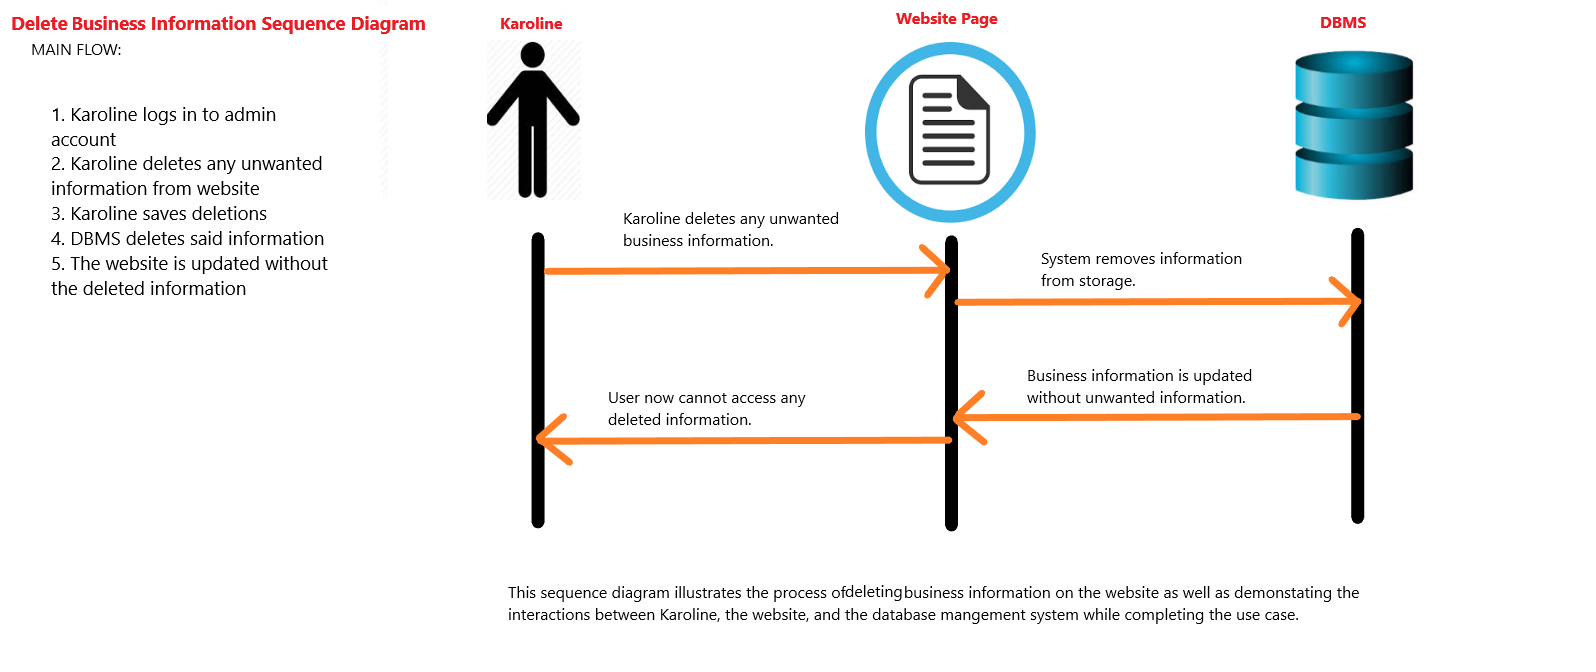 Delete Business Information Sequence Diagram
MAIN FLOW:
1. Karoline logs in to admin
account
2. Karoline deletes any unwanted
information from website
3. Karoline saves deletions
4. DBMS deletes said information
5. The website is updated without
the deleted information
Karoline
Website Page
DBMS
Karoline deletes any unwanted
business information.
System removes information
from storage.
Business information is updated
without unwanted information.
User now cannot access any
deleted information.
This sequence diagram illustrates the process of deleting business information on the website as well as demonstating the
interactions between Karoline, the website, and the database mangement system while completing the use case.